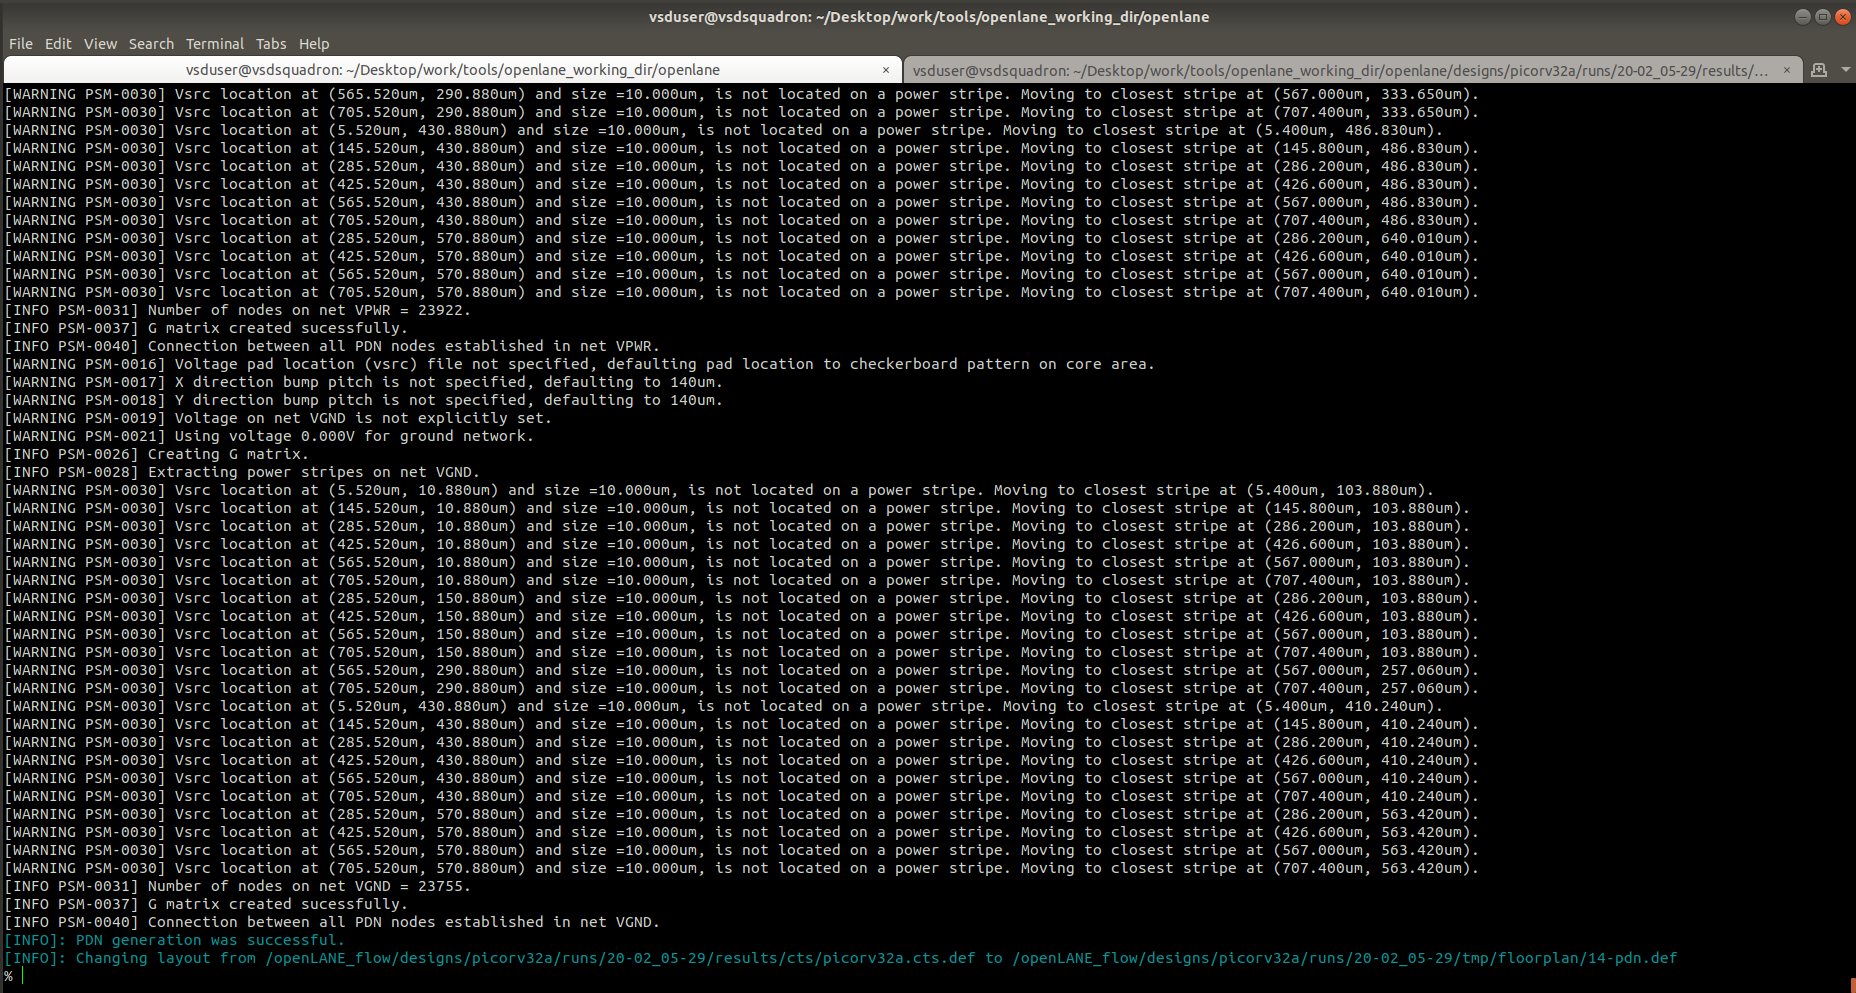 vsduser@vsdsquadron: ~/Desktop/work/tools/openlane_working_dir/openlane
File Edit View Search Terminal Tabs Help
vsduser@vsdsquadron: ~/Desktop/work/tools/openlane_working_dir/openlane × vsduser@vsdsquadron: ~/Desktop/work/tools/openlane_working_dir/openlane/designs/picorv32a/runs/20-02_05-29/results/... ×
[WARNING PSM-0030] Vsrc location at (565.520um, 290.880um) and size =10.000um, is not located on a power stripe. Moving to closest stripe at (567.000um, 333.650um).
[WARNING PSM-0030] Vsrc location at (705.520um, 290.880um) and size =10.000um, is not located on a power stripe. Moving to closest stripe at (707.400um, 333.650um).
[WARNING PSM-0030] Vsrc location at (5.520um, 430.880um) and size =10.000um, is not located on a power stripe. Moving to closest stripe at (5.400um, 486.830um).
[WARNING PSM-0030] Vsrc location at (145.520um, 430.880um) and size =10.000um, is not located on a power stripe. Moving to closest stripe at (145.800um, 486.830um).
[WARNING PSM-0030] Vsrc location at (285.520um, 430.880um) and size =10.000um, is not located on a power stripe. Moving to closest stripe at (286.200um, 486.830um).
[WARNING PSM-0030] Vsrc location at (425.520um, 430.880um) and size =10.000um, is not located on a power stripe. Moving to closest stripe at (426.600um, 486.830um).
[WARNING PSM-0030] Vsrc location at (565.520um, 430.880um) and size =10.000um, is not located on a power stripe. Moving to closest stripe at (567.000um, 486.830um).
[WARNING PSM-0030] Vsrc location at (705.520um, 430.880um) and size =10.000um, is not located on a power stripe. Moving to closest stripe at (707.400um, 486.830um).
[WARNING PSM-0030] Vsrc location at (285.520um, 570.880um) and size =10.000um, is not located on a power stripe. Moving to closest stripe at (286.200um, 640.010um).
[WARNING PSM-0030] Vsrc location at (425.520um, 570.880um) and size =10.000um, is not located on a power stripe. Moving to closest stripe at (426.600um, 640.010um).
[WARNING PSM-0030] Vsrc location at (565.520um, 570.880um) and size =10.000um, is not located on a power stripe. Moving to closest stripe at (567.000um, 640.010um).
[WARNING PSM-0030] Vsrc location at (705.520um, 570.880um) and size =10.000um, is not located on a power stripe. Moving to closest stripe at (707.400um, 640.010um).
[INFO PSM-0031] Number of nodes on net VPWR = 23922.
[INFO PSM-0037] G matrix created sucessfully.
[INFO PSM-0040] Connection between all PDN nodes established in net VPWR.
[WARNING PSM-0016] Voltage pad location (vsrc) file not specified, defaulting pad location to checkerboard pattern on core area.
[WARNING PSM-0017] X direction bump pitch is not specified, defaulting to 140um.
[WARNING PSM-0018] Y direction bump pitch is not specified, defaulting to 140um.
[WARNING PSM-0019] Voltage on net VGND is not explicitly set.
[WARNING PSM-0021] Using voltage 0.000V for ground network.
[INFO PSM-0026] Creating G matrix.
[INFO PSM-0028] Extracting power stripes on net VGND.
[WARNING PSM-0030] Vsrc location at (5.520um, 10.880um) and size =10.000um, is not located on a power stripe. Moving to closest stripe at (5.400um, 103.880um).
[WARNING PSM-0030] Vsrc location at (145.520um, 10.880um) and size =10.000um, is not located on a power stripe. Moving to closest stripe at (145.800um, 103.880um).
[WARNING PSM-0030] Vsrc location at (285.520um, 10.880um) and size =10.000um, is not located on a power stripe. Moving to closest stripe at (286.200um, 103.880um).
[WARNING PSM-0030] Vsrc location at (425.520um, 10.880um) and size =10.000um, is not located on a power stripe. Moving to closest stripe at (426.600um, 103.880um).
[WARNING PSM-0030] Vsrc location at (565.520um, 10.880um) and size =10.000um, is not located on a power stripe. Moving to closest stripe at (567.000um, 103.880um).
[WARNING PSM-0030] Vsrc location at (705.520um, 10.880um) and size =10.000um, is not located on a power stripe. Moving to closest stripe at (707.400um, 103.880um).
[WARNING PSM-0030] Vsrc location at (285.520um, 150.880um) and size =10.000um, is not located on a power stripe. Moving to closest stripe at (286.200um, 103.880um).
[WARNING PSM-0030] Vsrc location at (425.520um, 150.880um) and size =10.000um, is not located on a power stripe. Moving to closest stripe at (426.600um, 103.880um).
[WARNING PSM-0030] Vsrc location at (565.520um, 150.880um) and size =10.000um, is not located on a power stripe. Moving to closest stripe at (567.000um, 103.880um).
[WARNING PSM-0030] Vsrc location at (705.520um, 150.880um) and size =10.000um, is not located on a power stripe. Moving to closest stripe at (707.400um, 103.880um).
[WARNING PSM-0030] Vsrc location at (565.520um, 290.880um) and size =10.000um, is not located on a power stripe. Moving to closest stripe at (567.000um, 257.060um).
[WARNING PSM-0030] Vsrc location at (705.520um, 290.880um) and size =10.000um, is not located on a power stripe. Moving to closest stripe at (707.400um, 257.060um).
[WARNING PSM-0030] Vsrc location at (5.520um, 430.880um) and size =10.000um, is not located on a power stripe. Moving to closest stripe at (5.400um, 410.240um).
[WARNING PSM-0030] Vsrc location at (145.520um, 430.880um) and size =10.000um, is not located on a power stripe. Moving to closest stripe at (145.800um, 410.240um).
[WARNING PSM-0030] Vsrc location at (285.520um, 430.880um) and size =10.000um, is not located on a power stripe. Moving to closest stripe at (286.200um, 410.240um).
[WARNING PSM-0030] Vsrc location at (425.520um, 430.880um) and size =10.000um, is not located on a power stripe. Moving to closest stripe at (426.600um, 410.240um).
[WARNING PSM-0030] Vsrc location at (565.520um, 430.880um) and size =10.000um, is not located on a power stripe. Moving to closest stripe at (567.000um, 410.240um).
[WARNING PSM-0030] Vsrc location at (705.520um, 430.880um) and size =10.000um, is not located on a power stripe. Moving to closest stripe at (707.400um, 410.240um).
[WARNING PSM-0030] Vsrc location at (285.520um, 570.880um) and size =10.000um, is not located on a power stripe. Moving to closest stripe at (286.200um, 563.420um).
[WARNING PSM-0030] Vsrc location at (425.520um, 570.880um) and size =10.000um, is not located on a power stripe. Moving to closest stripe at (426.600um, 563.420um).
[WARNING PSM-0030] Vsrc location at (565.520um, 570.880um) and size =10.000um, is not located on a power stripe. Moving to closest stripe at (567.000um, 563.420um).
[WARNING PSM-0030] Vsrc location at (705.520um, 570.880um) and size =10.000um, is not located on a power stripe. Moving to closest stripe at (707.400um, 563.420um).
[INFO PSM-0031] Number of nodes on net VGND = 23755.
[INFO PSM-0037] G matrix created sucessfully.
[INFO PSM-0040] Connection between all PDN nodes established in net VGND.
[INFO]: PDN generation was successful.
[INFO]: Changing layout from /openLANE_flow/designs/picorv32a/runs/20-02_05-29/results/cts/picorv32a.cts.def to /openLANE_flow/designs/picorv32a/runs/20-02_05-29/tmp/floorplan/14-pdn.def
%